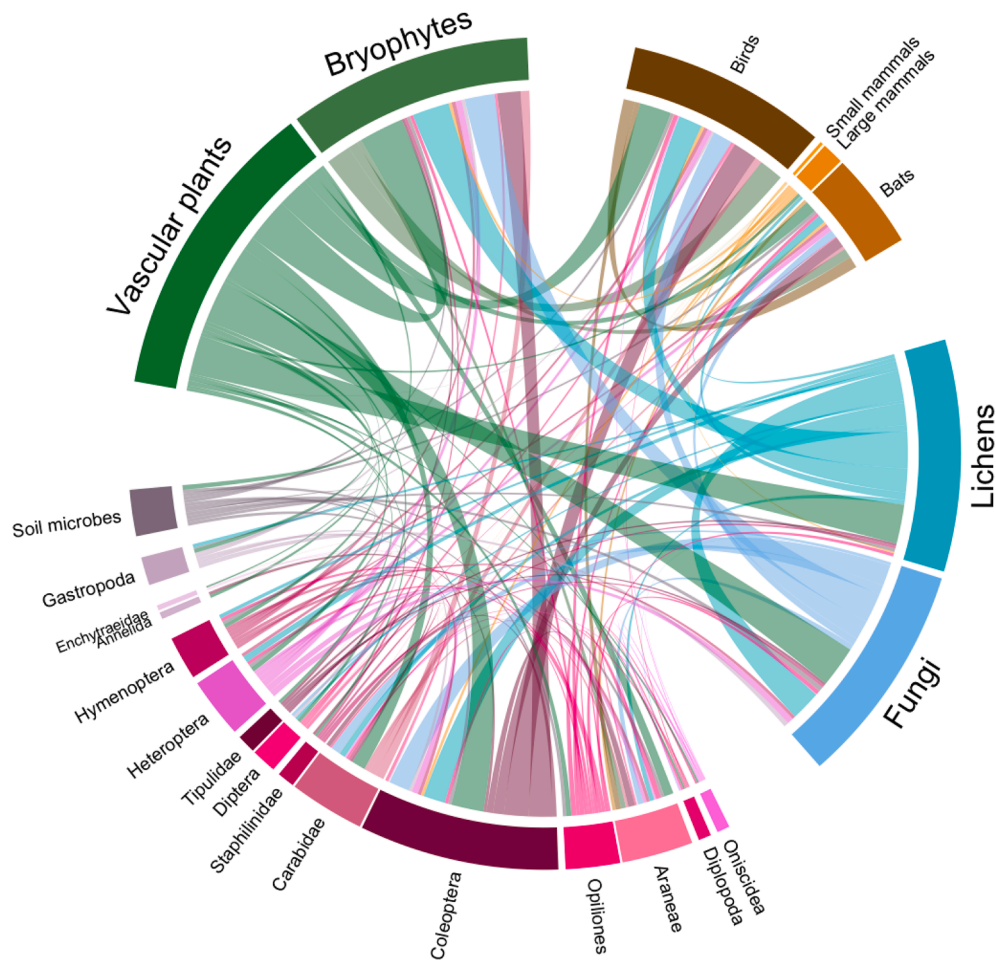 Bryophytes
Birds
Small mammals
Large mammals
Bats
Vascular plants
Lichens
Fungi
Soil microbes
Gastropoda
Enchytraeidae
Annelida
Hymenoptera
Heteroptera
Tipulidae
Diptera
Staphilinidae
Carabidae
Coleoptera
Opiliones
Araneae
Diplopoda
Oniscidea